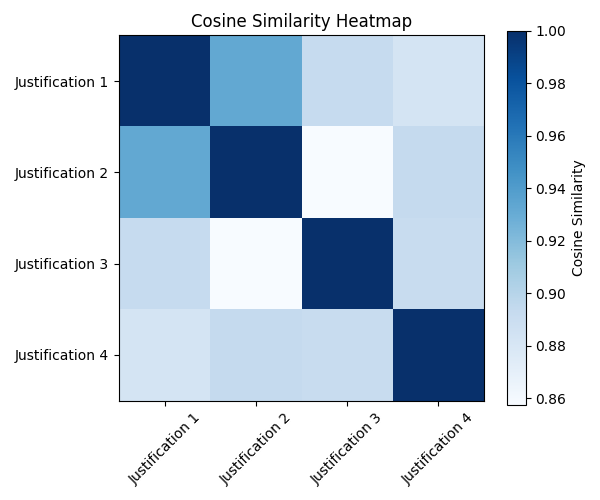 Cosine Similarity Heatmap
Justification 1
Justification 2
Justification 3
Justification 4
Justification 1
Justification 2
Justification 3
Justification 4
1.00
0.98
0.96
0.94
0.92
0.90
0.88
0.86
Cosine Similarity